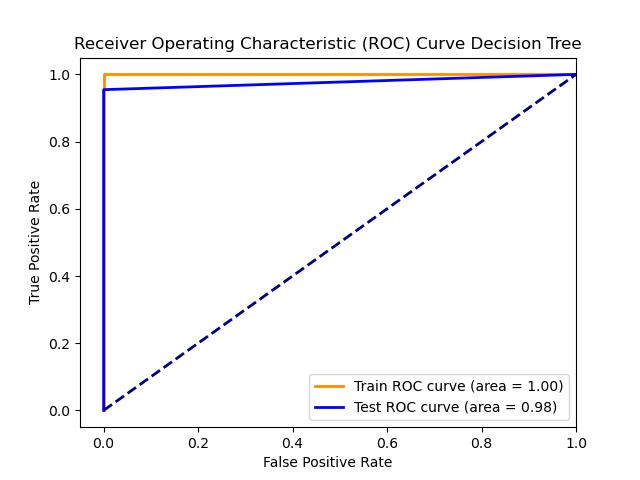 Receiver Operating Characteristic (ROC) Curve Decision Tree
1.0
0.8
0.6
0.4
0.2
0.0
True Positive Rate
Train ROC curve (area = 1.00)
Test ROC curve (area = 0.98)
0.0 0.2 0.4 0.6 0.8 1.0
False Positive Rate